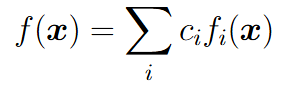 f(𝒙) = ∑_i c_i f_i(𝒙)